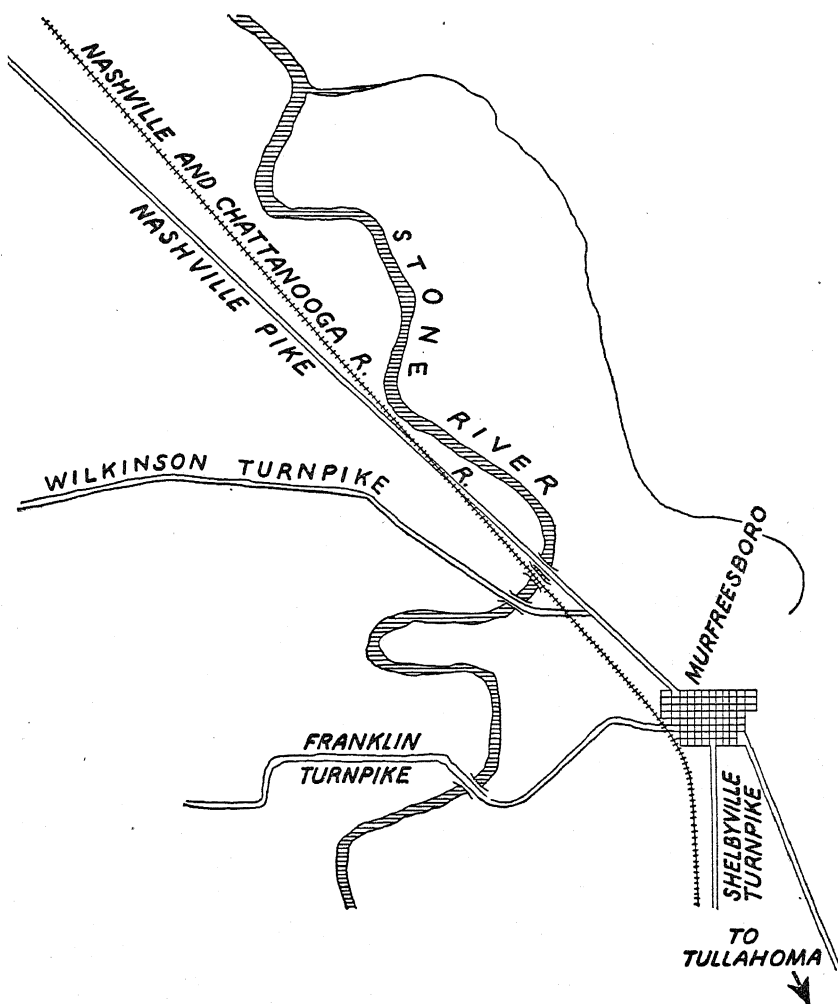 NASHVILLE AND CHATTANOOGA R. R.
NASHVILLE PIKE
STONE RIVER
WILKINSON TURNPIKE
MURFREESBORO
FRANKLIN
TURNPIKE
SHELBYVILLE
TURNPIKE
TO
TULLAHOMA